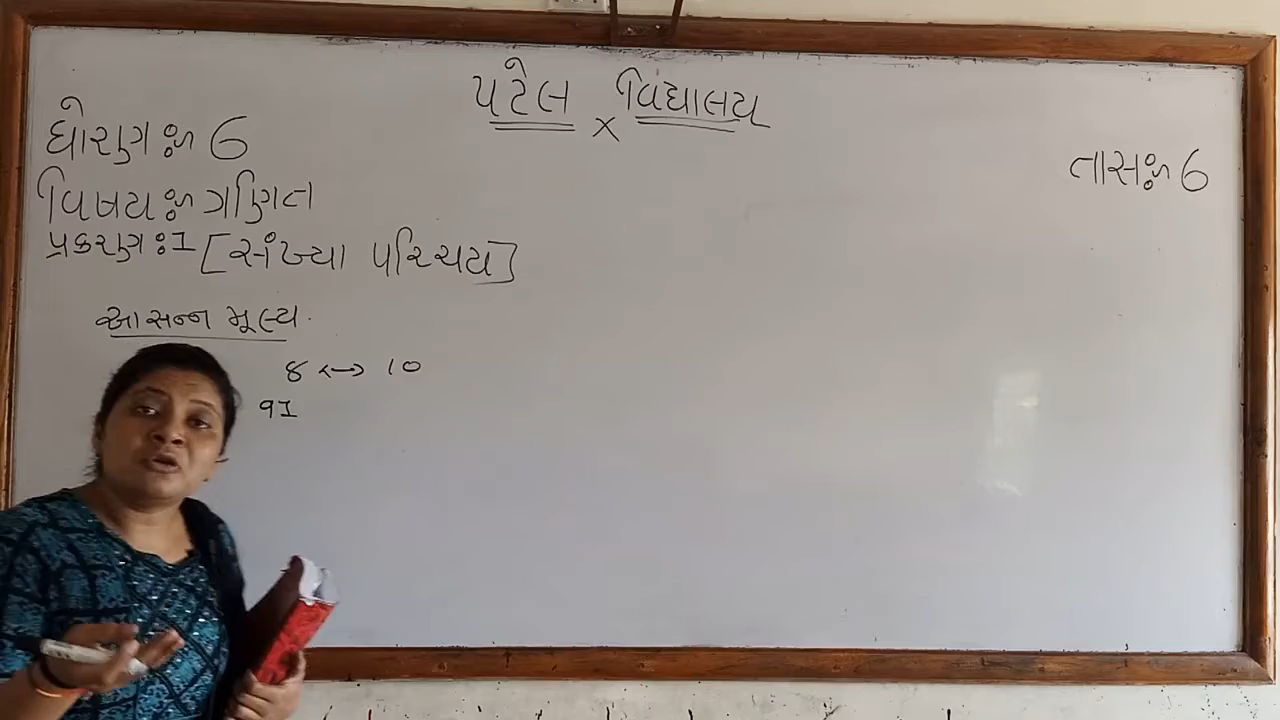 પટેલ × વિદ્યાલય
ધોરણ ઃ 6
તાસ ઃ 6
વિષય ઃ ગણિત
પ્રકરણ ઃ 1 [સંખ્યા પરિચય]
આસન્ન મૂલ્ય.
8 ↔ 10
91